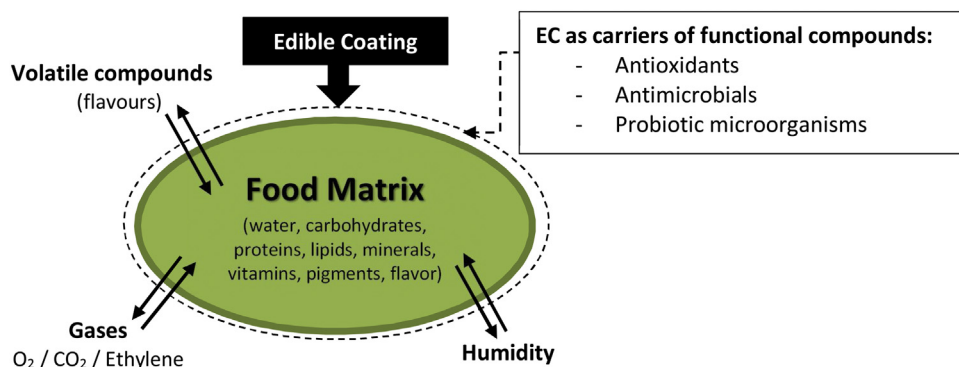 Edible Coating
EC as carriers of functional compounds:
- Antioxidants
- Antimicrobials
- Probiotic microorganisms
Volatile compounds
(flavours)
Food Matrix
(water, carbohydrates,
proteins, lipids, minerals,
vitamins, pigments, flavor)
Gases
O₂ / CO₂ / Ethylene
Humidity